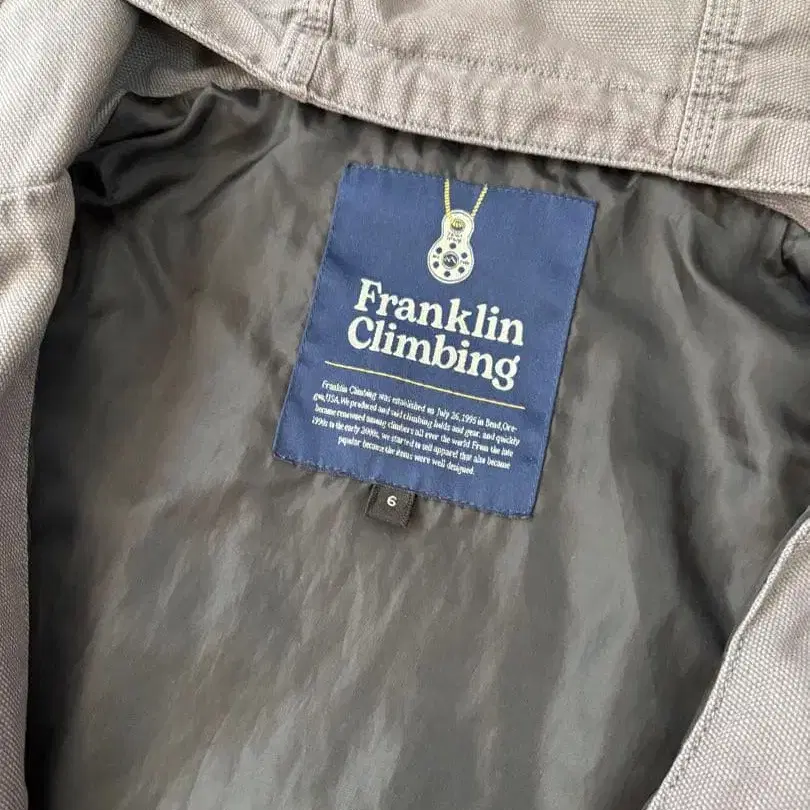 Franklin
Climbing
Franklin Climbing was established on July 26, 1995 in Bend, Ore-
gon, USA. We produced and sold climbing holds and gear, and quickly
became renowned among climbers all over the world From the late
1990s to the early 2000s, we started to sell apparel that also became
popular because the items were well designed.
6